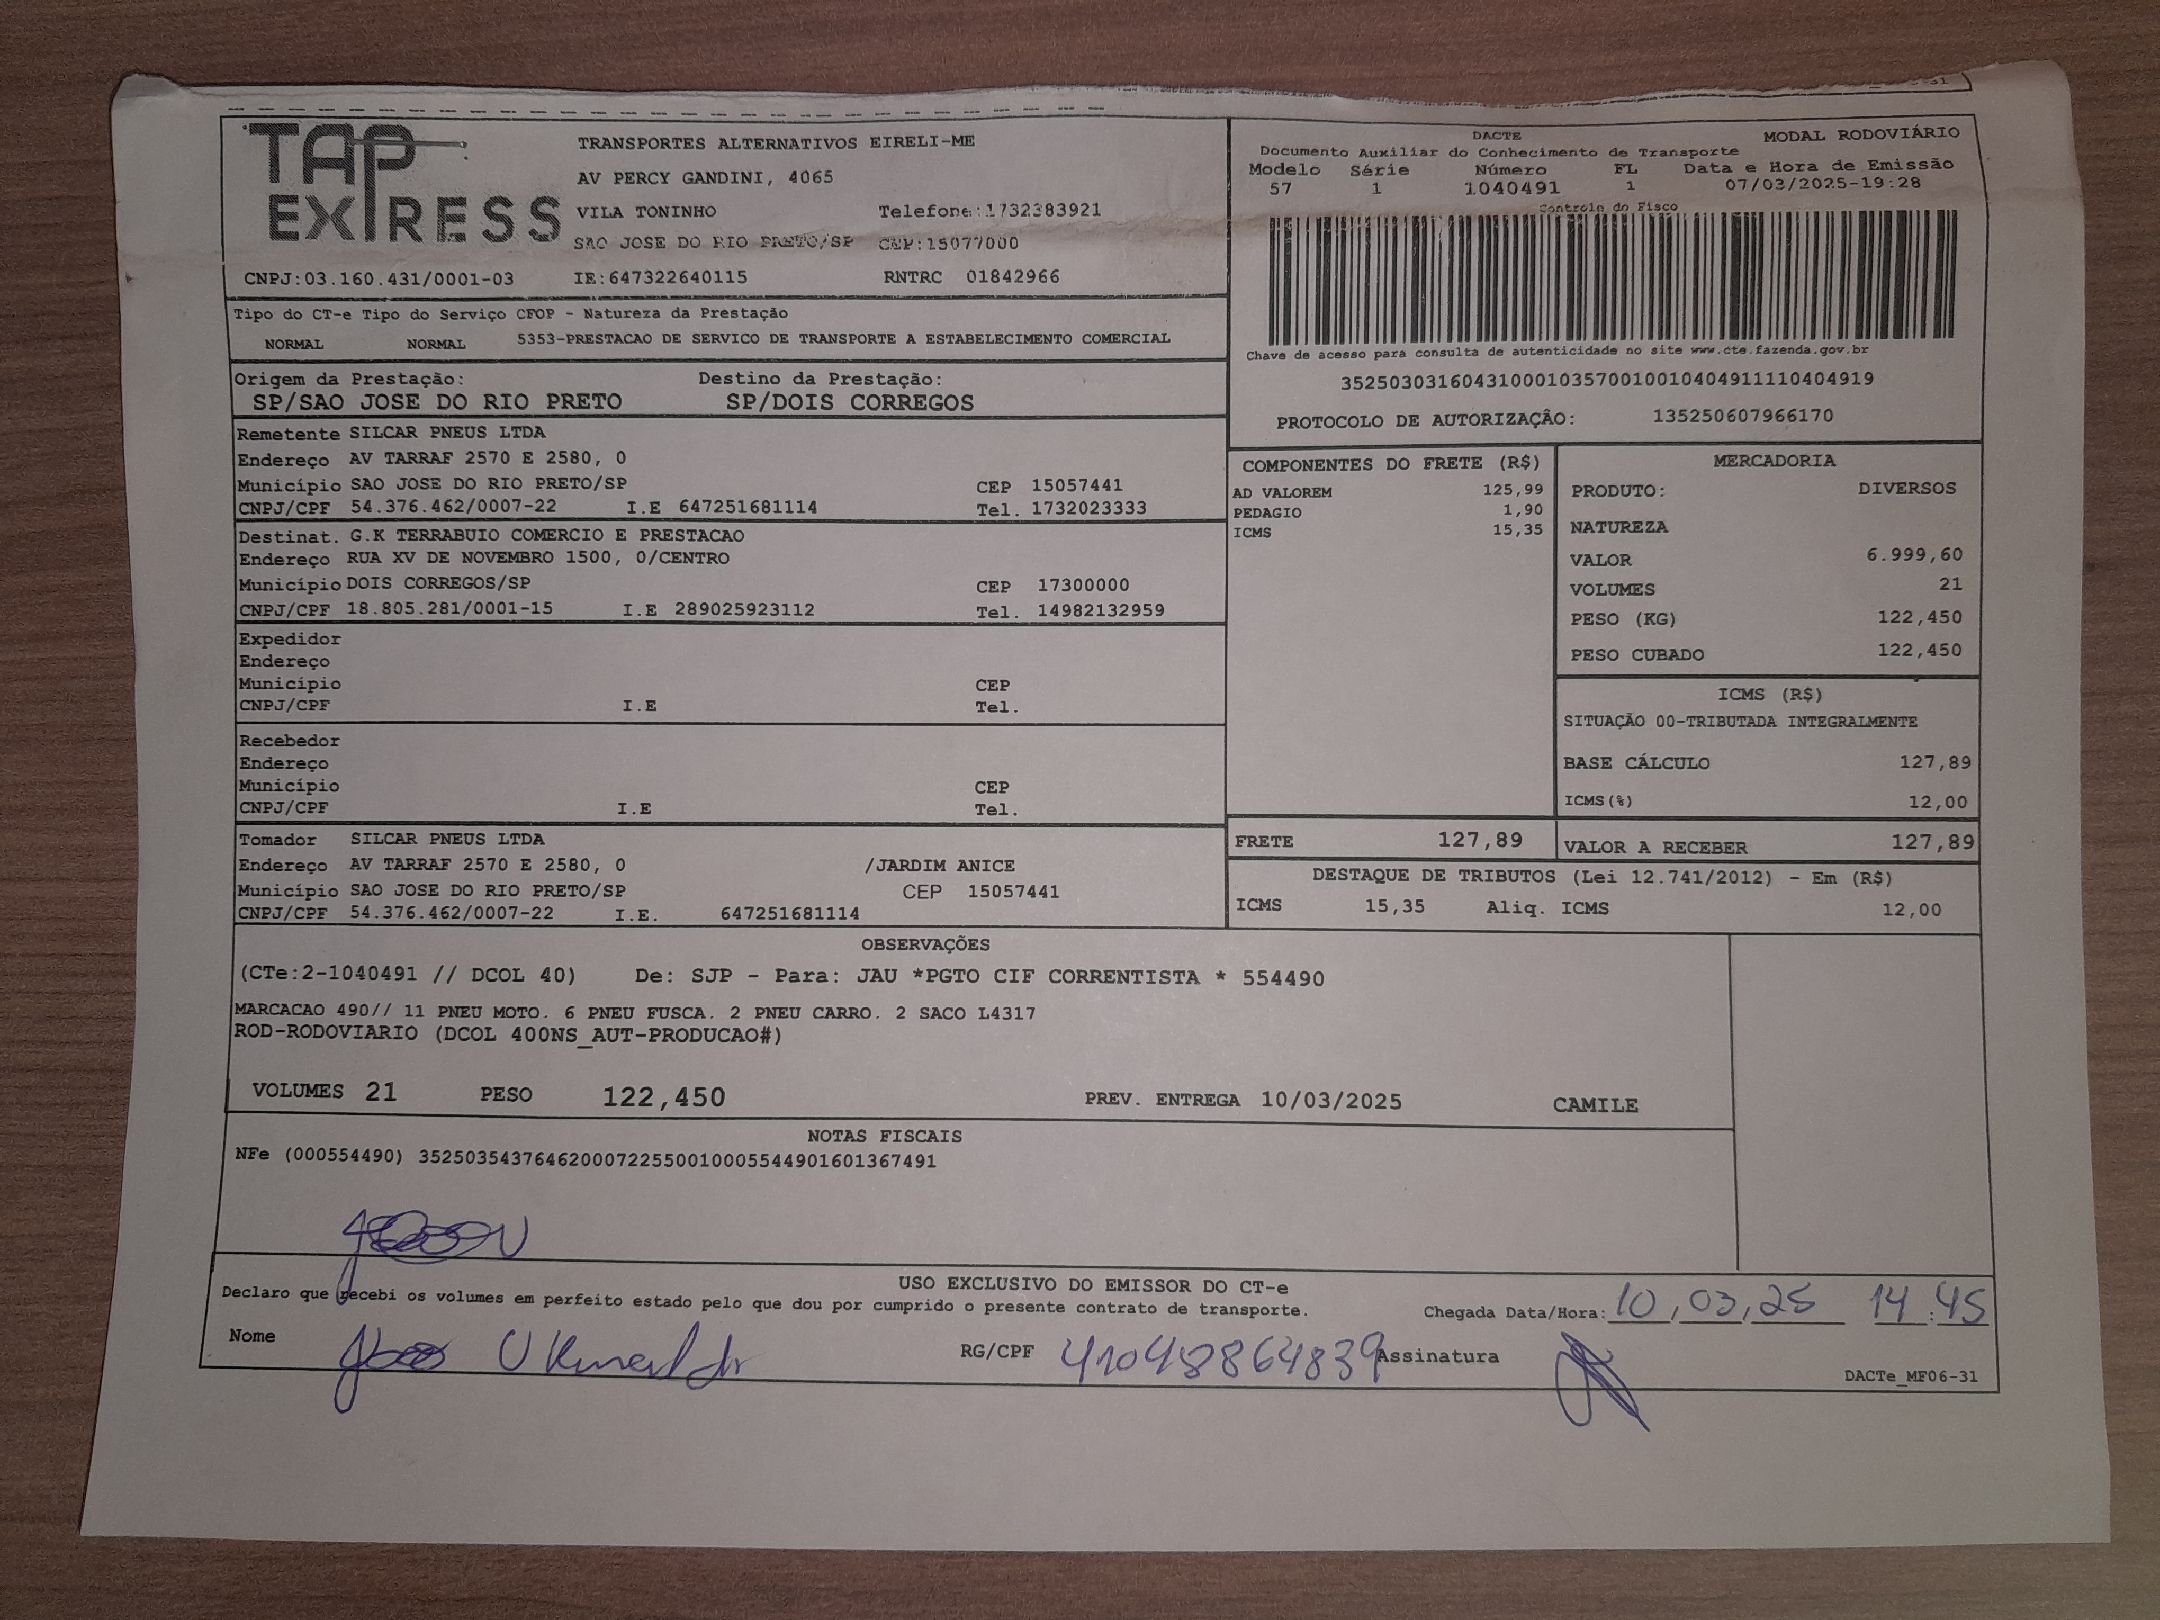 TAP EXPRESS
TRANSPORTES ALTERNATIVOS EIRELI-ME
AV PERCY GANDINI, 4065
VILA TONINHO Telefone:1732383921
SAO JOSE DO RIO PRETO/SP CEP:15077000
CNPJ:03.160.431/0001-03 IE:647322640115 RNTRC 01842966
DACTE MODAL RODOVIÁRIO
Documento Auxiliar do Conhecimento de Transporte
Modelo Série Número FL Data e Hora de Emissão
57 1 1040491 1 07/03/2025-19:28
Controle do Fisco
Chave de acesso para consulta de autenticidade no site www.cte.fazenda.gov.br
35250303160431000103570010010404911110404919
PROTOCOLO DE AUTORIZAÇÂO: 135250607966170
Tipo do CT-e Tipo do Serviço CFOP - Natureza da Prestação
NORMAL NORMAL 5353-PRESTACAO DE SERVICO DE TRANSPORTE A ESTABELECIMENTO COMERCIAL
Origem da Prestação: Destino da Prestação:
SP/SAO JOSE DO RIO PRETO SP/DOIS CORREGOS
Remetente SILCAR PNEUS LTDA
Endereço AV TARRAF 2570 E 2580, 0
Município SAO JOSE DO RIO PRETO/SP CEP 15057441
CNPJ/CPF 54.376.462/0007-22 I.E 647251681114 Tel. 1732023333
Destinat. G.K TERRABUIO COMERCIO E PRESTACAO
Endereço RUA XV DE NOVEMBRO 1500, 0/CENTRO
Município DOIS CORREGOS/SP CEP 17300000
CNPJ/CPF 18.805.281/0001-15 I.E 289025923112 Tel. 14982132959
Expedidor
Endereço
Município CEP
CNPJ/CPF I.E Tel.
Recebedor
Endereço
Município CEP
CNPJ/CPF I.E Tel.
Tomador SILCAR PNEUS LTDA
Endereço AV TARRAF 2570 E 2580, 0 /JARDIM ANICE
Município SAO JOSE DO RIO PRETO/SP CEP 15057441
CNPJ/CPF 54.376.462/0007-22 I.E. 647251681114
COMPONENTES DO FRETE (R$)
AD VALOREM 125,99
PEDAGIO 1,90
ICMS 15,35
MERCADORIA
PRODUTO: DIVERSOS
NATUREZA
VALOR 6.999,60
VOLUMES 21
PESO (KG) 122,450
PESO CUBADO 122,450
ICMS (R$)
SITUAÇÃO 00-TRIBUTADA INTEGRALMENTE
BASE CÁLCULO 127,89
ICMS(%) 12,00
FRETE 127,89 VALOR A RECEBER 127,89
DESTAQUE DE TRIBUTOS (Lei 12.741/2012) - Em (R$)
ICMS 15,35 Aliq. ICMS 12,00
OBSERVAÇÕES
(CTe:2-1040491 // DCOL 40) De: SJP - Para: JAU *PGTO CIF CORRENTISTA * 554490
MARCACAO 490// 11 PNEU MOTO. 6 PNEU FUSCA. 2 PNEU CARRO. 2 SACO L4317
ROD-RODOVIARIO (DCOL 400NS_AUT-PRODUCAO#)
VOLUMES 21 PESO 122,450 PREV. ENTREGA 10/03/2025 CAMILE
NOTAS FISCAIS
NFe (000554490) 35250354376462000722550010005544901601367491
USO EXCLUSIVO DO EMISSOR DO CT-e
Declaro que recebi os volumes em perfeito estado pelo que dou por cumprido o presente contrato de transporte. Chegada Data/Hora: 10,03,25 14:45
Nome RG/CPF 41045864839 Assinatura
DACTe_MF06-31